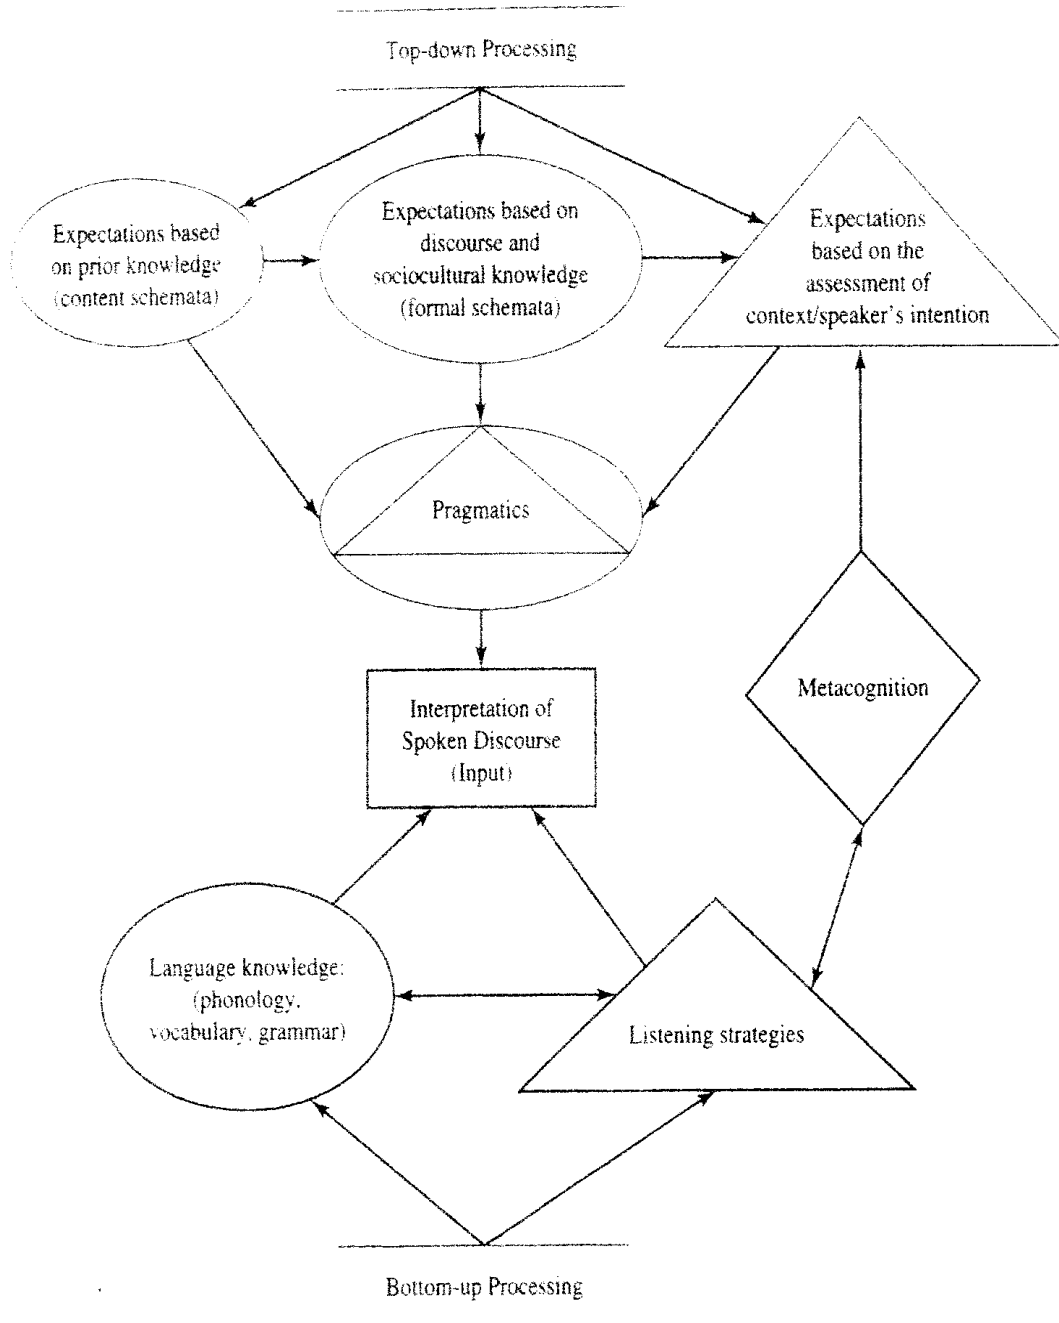 Top-down Processing
Expectations based
on prior knowledge
(content schemata)
Expectations based on
discourse and
sociocultural knowledge
(formal schemata)
Expectations
based on the
assessment of
context/speaker's intention
Pragmatics
Interpretation of
Spoken Discourse
(Input)
Metacognition
Language knowledge:
(phonology,
vocabulary, grammar)
Listening strategies
Bottom-up Processing